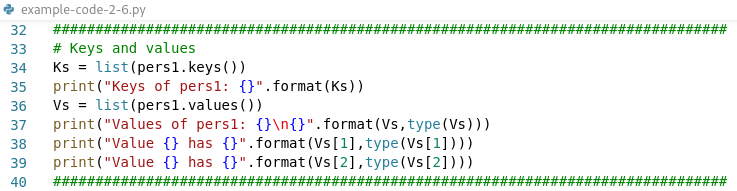 example-code-2-6.py
32 ################################################################################
33 # Keys and values
34 Ks = list(pers1.keys())
35 print("Keys of pers1: {}".format(Ks))
36 Vs = list(pers1.values())
37 print("Values of pers1: {}\n{}".format(Vs,type(Vs)))
38 print("Value {} has {}".format(Vs[1],type(Vs[1])))
39 print("Value {} has {}".format(Vs[2],type(Vs[2])))
40 ################################################################################